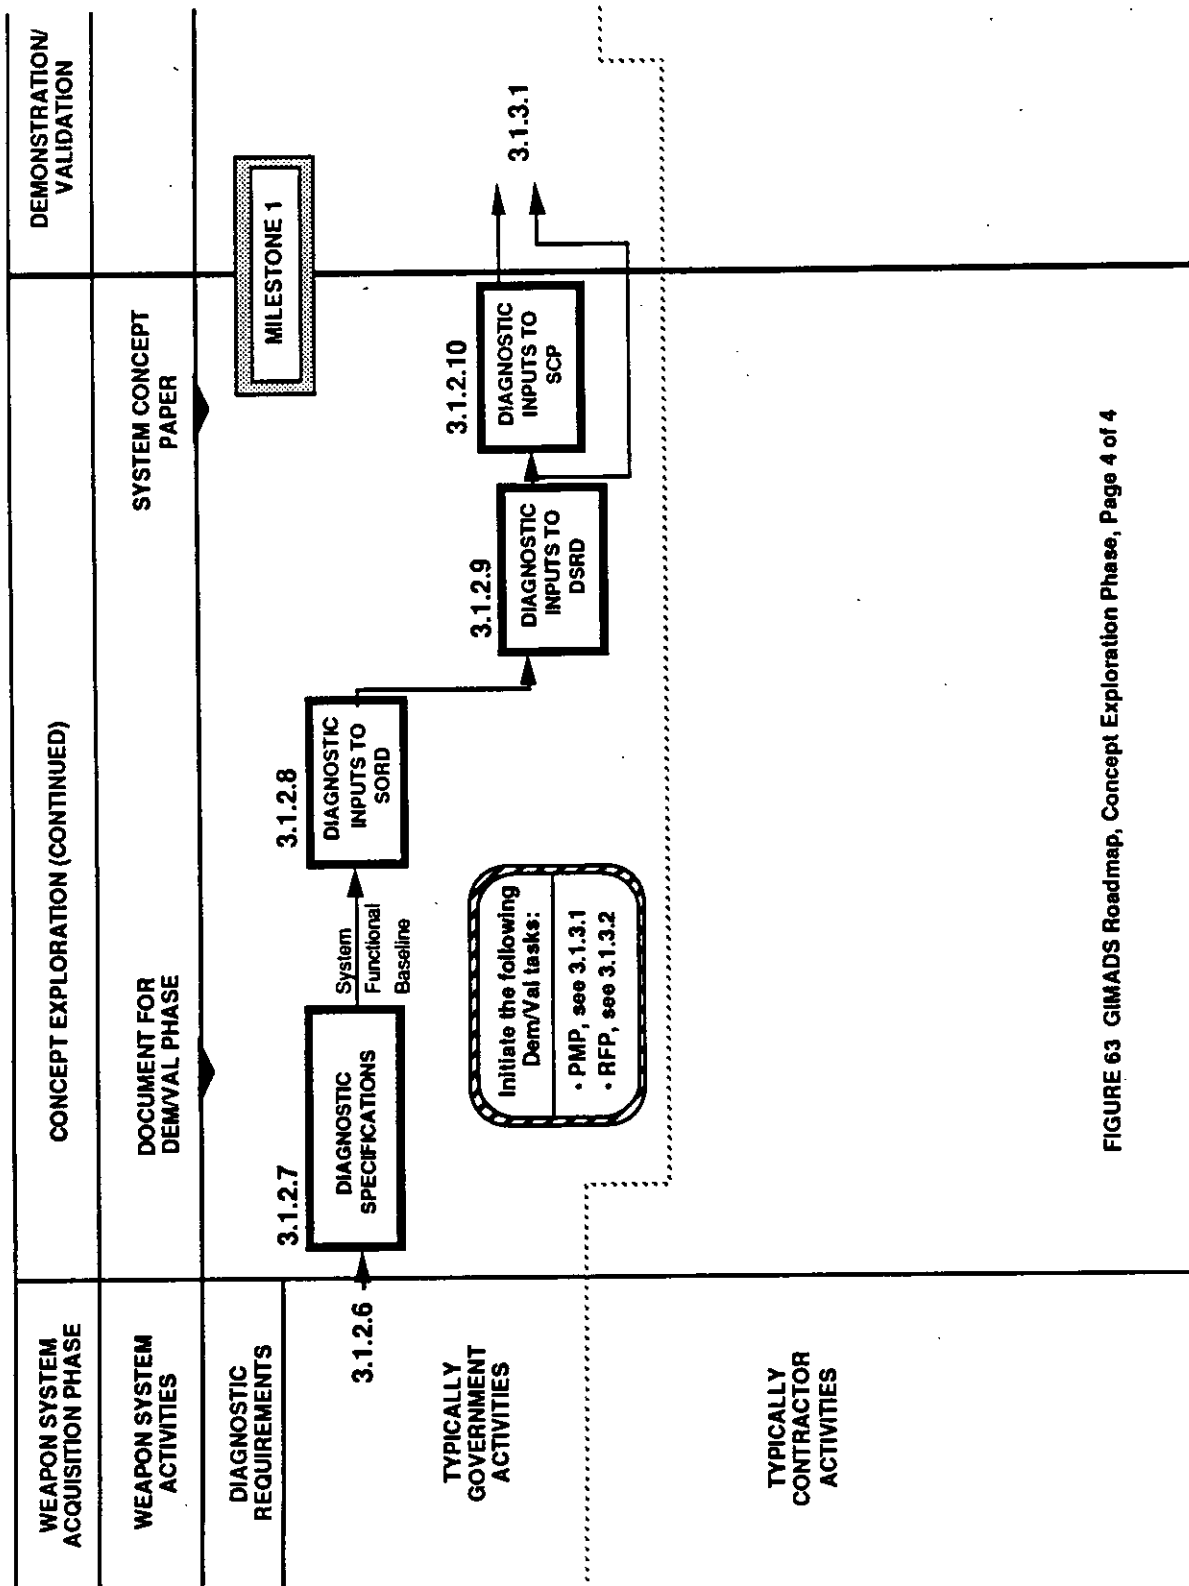 WEAPON SYSTEM
ACQUISITION PHASE
CONCEPT EXPLORATION (CONTINUED)
DEMONSTRATION/
VALIDATION
WEAPON SYSTEM
ACTIVITIES
DOCUMENT FOR
DEM/VAL PHASE
SYSTEM CONCEPT
PAPER
DIAGNOSTIC
REQUIREMENTS
MILESTONE 1
3.1.2.6
3.1.2.7
DIAGNOSTIC
SPECIFICATIONS
System
Functional
Baseline
3.1.2.8
DIAGNOSTIC
INPUTS TO
SORD
3.1.2.9
DIAGNOSTIC
INPUTS TO
DSRD
3.1.2.10
DIAGNOSTIC
INPUTS TO
SCP
3.1.3.1
TYPICALLY
GOVERNMENT
ACTIVITIES
Initiate the following
Dem/Val tasks:
• PMP, see 3.1.3.1
• RFP, see 3.1.3.2
TYPICALLY
CONTRACTOR
ACTIVITIES
FIGURE 63 GIMADS Roadmap, Concept Exploration Phase, Page 4 of 4